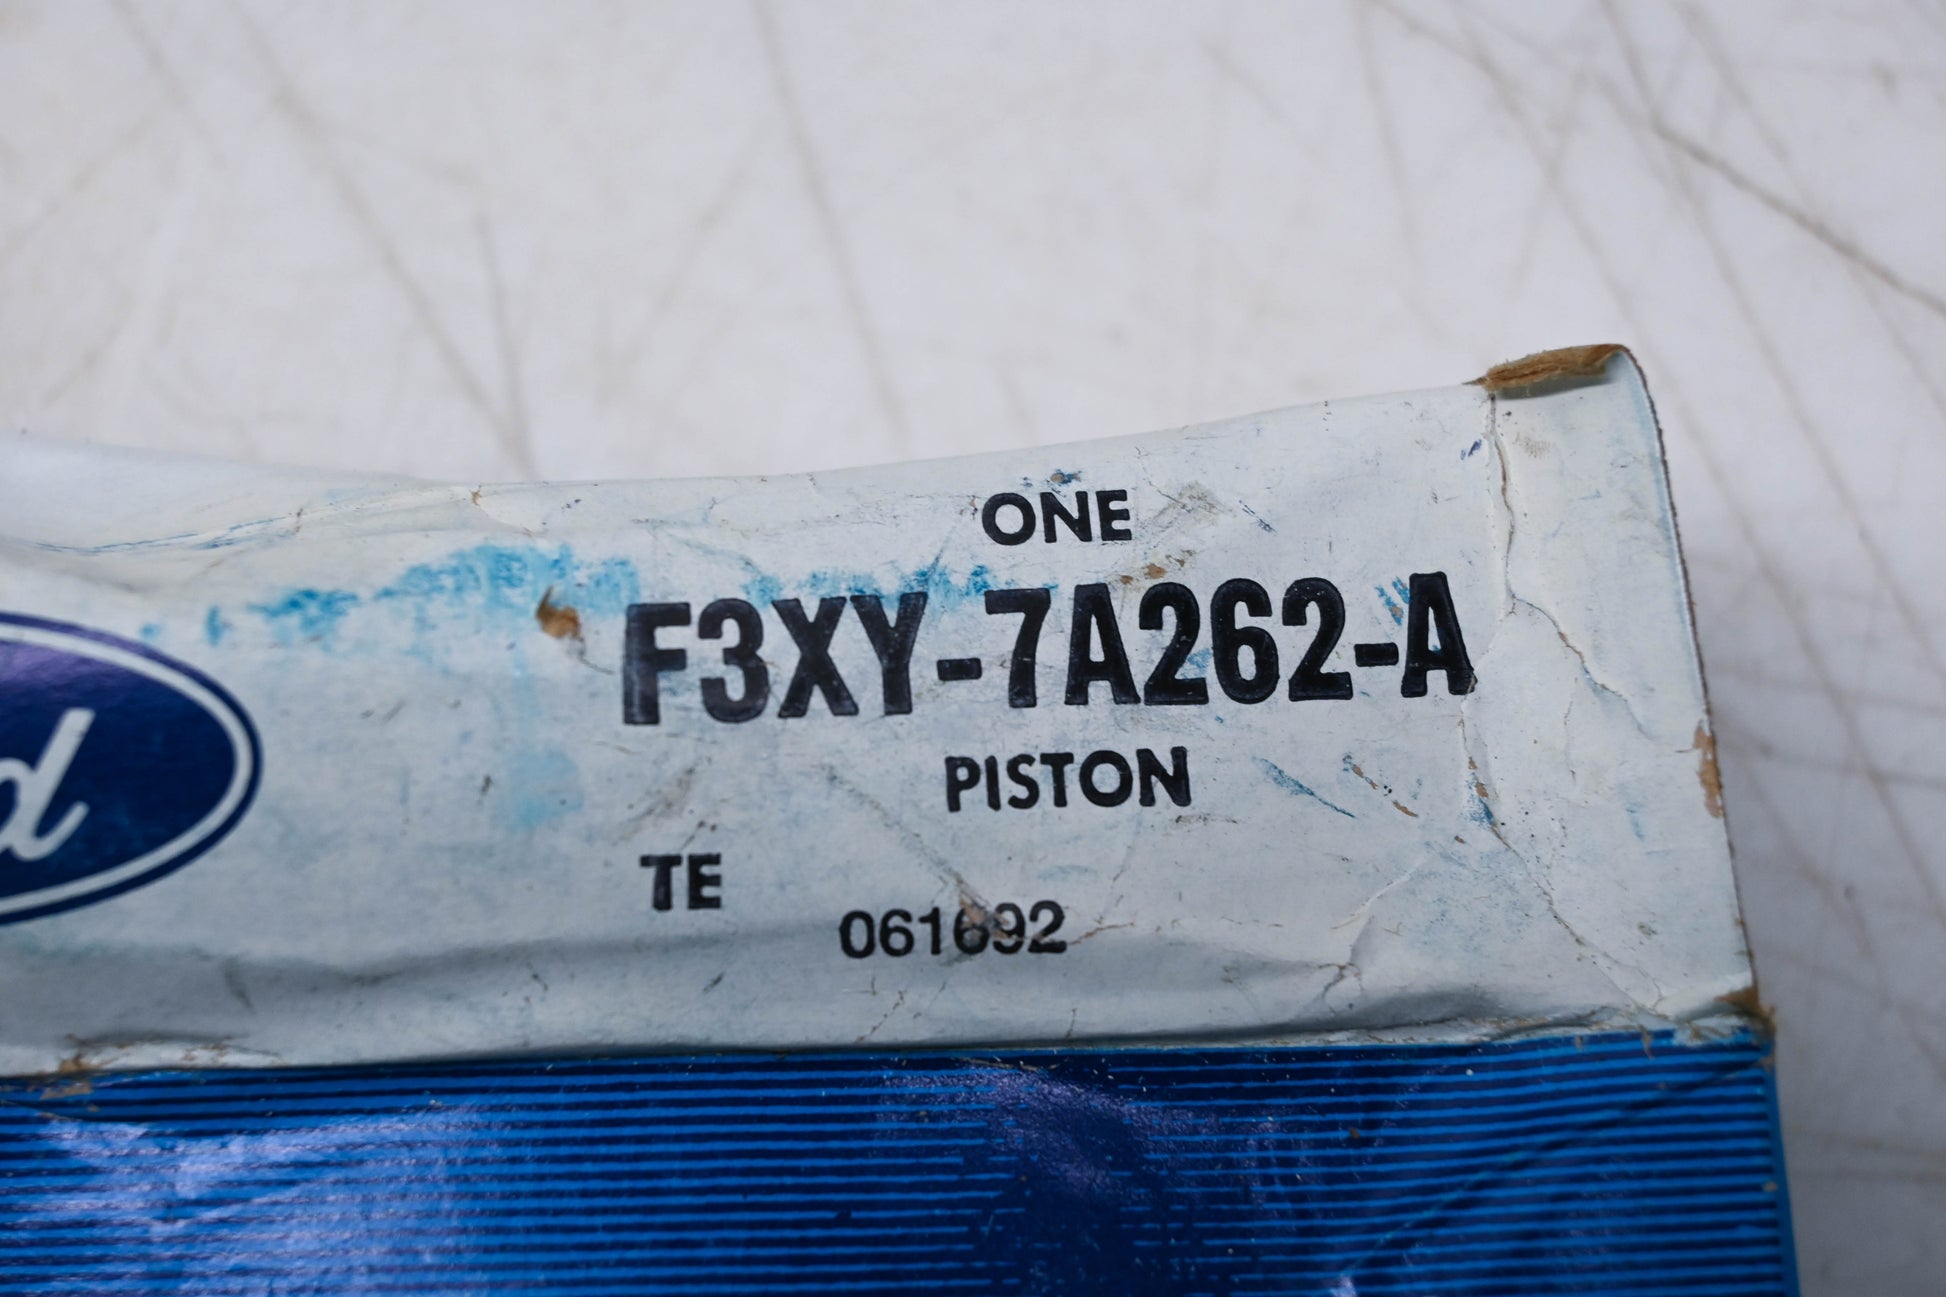 ONE
F3XY-7A262-A
PISTON
TE
061692